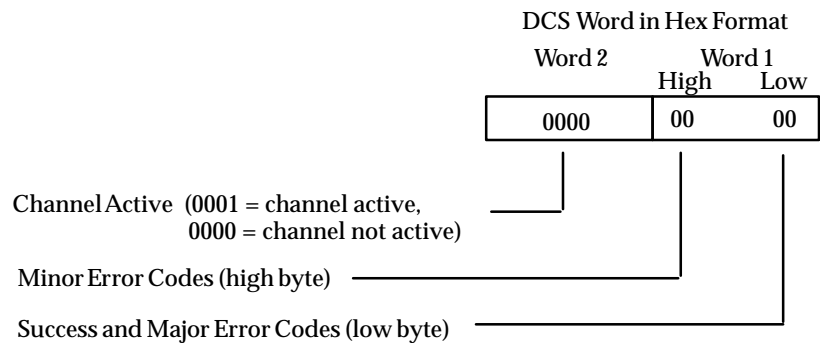 DCS Word in Hex Format
Word 2 Word 1
High Low
0000 00 00
Channel Active (0001 = channel active,
0000 = channel not active)
Minor Error Codes (high byte)
Success and Major Error Codes (low byte)